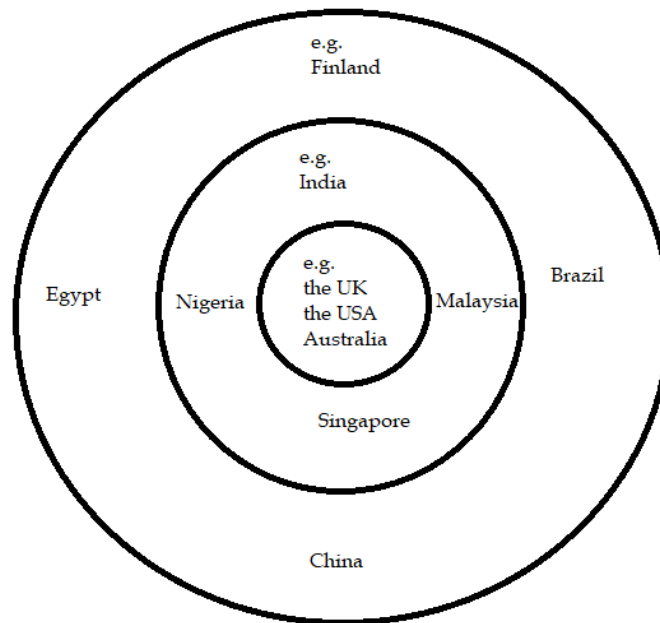 e.g.
Finland
e.g.
India
e.g.
the UK
the USA
Australia
Egypt
Nigeria
Malaysia
Brazil
Singapore
China